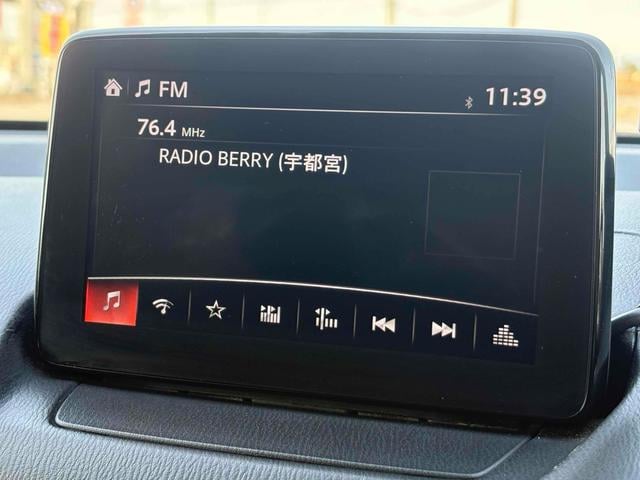 FM
11:39
76.4 MHz
RADIO BERRY (宇都宮)